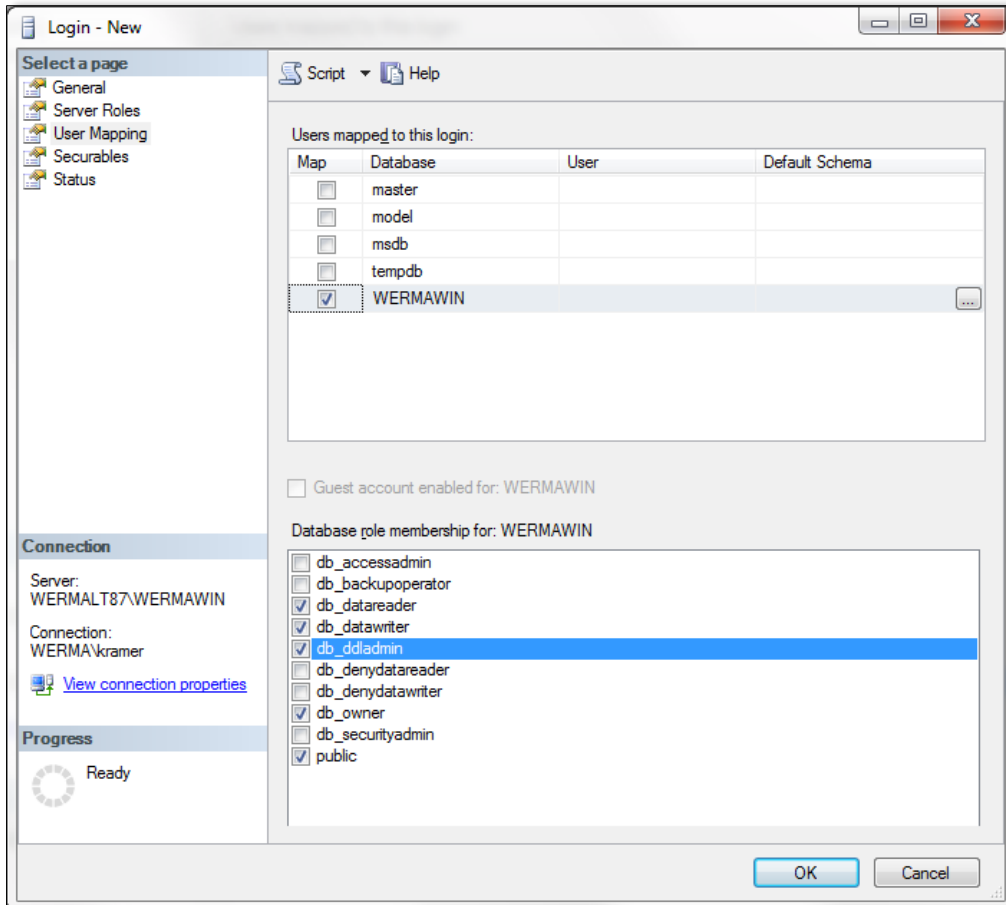 Login - New
Select a page
General
Server Roles
User Mapping
Securables
Status
Script Help
Users mapped to this login:
Map Database User Default Schema
master
model
msdb
tempdb
WERMAWIN ...
Guest account enabled for: WERMAWIN
Database role membership for: WERMAWIN
db_accessadmin
db_backupoperator
db_datareader
db_datawriter
db_ddladmin
db_denydatareader
db_denydatawriter
db_owner
db_securityadmin
public
Connection
Server:
WERMALT87\WERMAWIN
Connection:
WERMA\kramer
View connection properties
Progress
Ready
OK Cancel